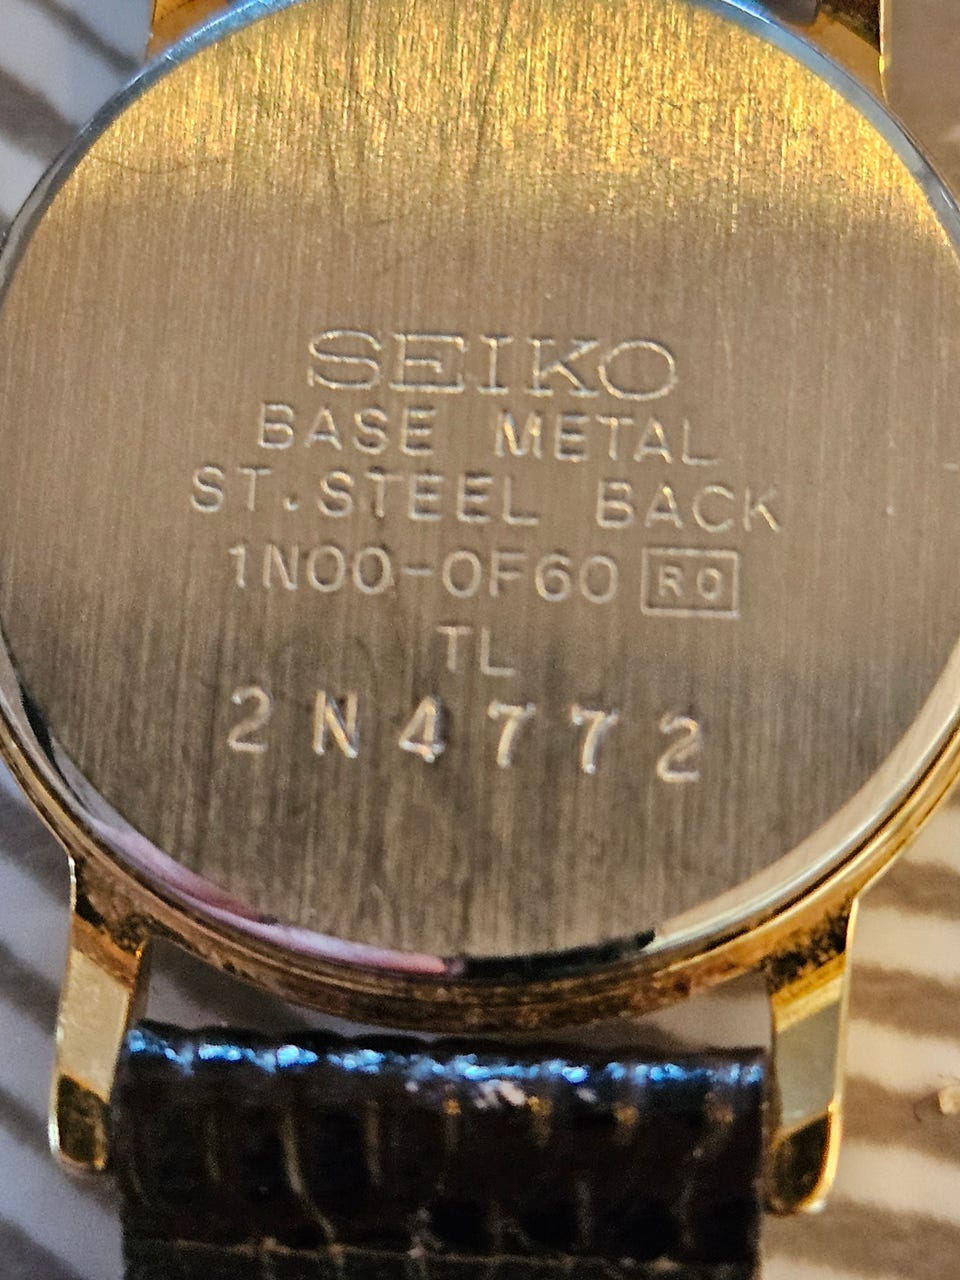 SEIKO
BASE METAL
ST.STEEL BACK
1N00-0F60 R0
TL
2N4772